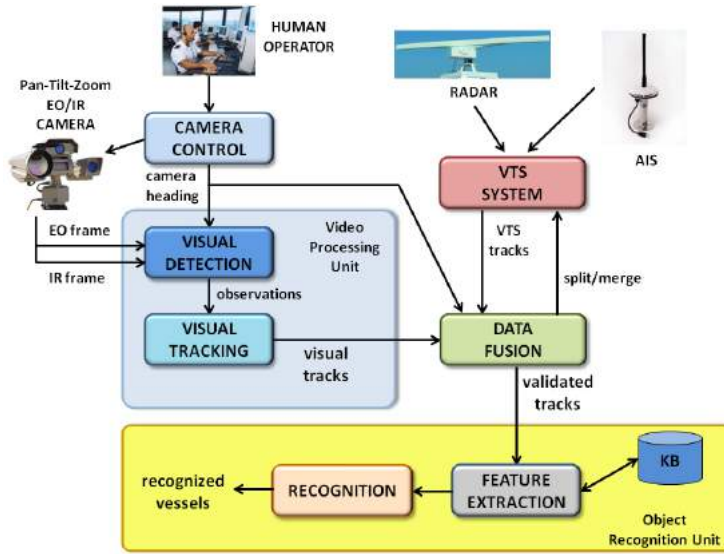 HUMAN
OPERATOR
Pan-Tilt-Zoom
EO/IR
CAMERA
RADAR
AIS
CAMERA
CONTROL
VTS
SYSTEM
camera
heading
EO frame
IR frame
VISUAL
DETECTION
Video
Processing
Unit
VTS
tracks
split/merge
observations
VISUAL
TRACKING
visual
tracks
DATA
FUSION
validated
tracks
recognized
vessels
RECOGNITION
FEATURE
EXTRACTION
KB
Object
Recognition Unit